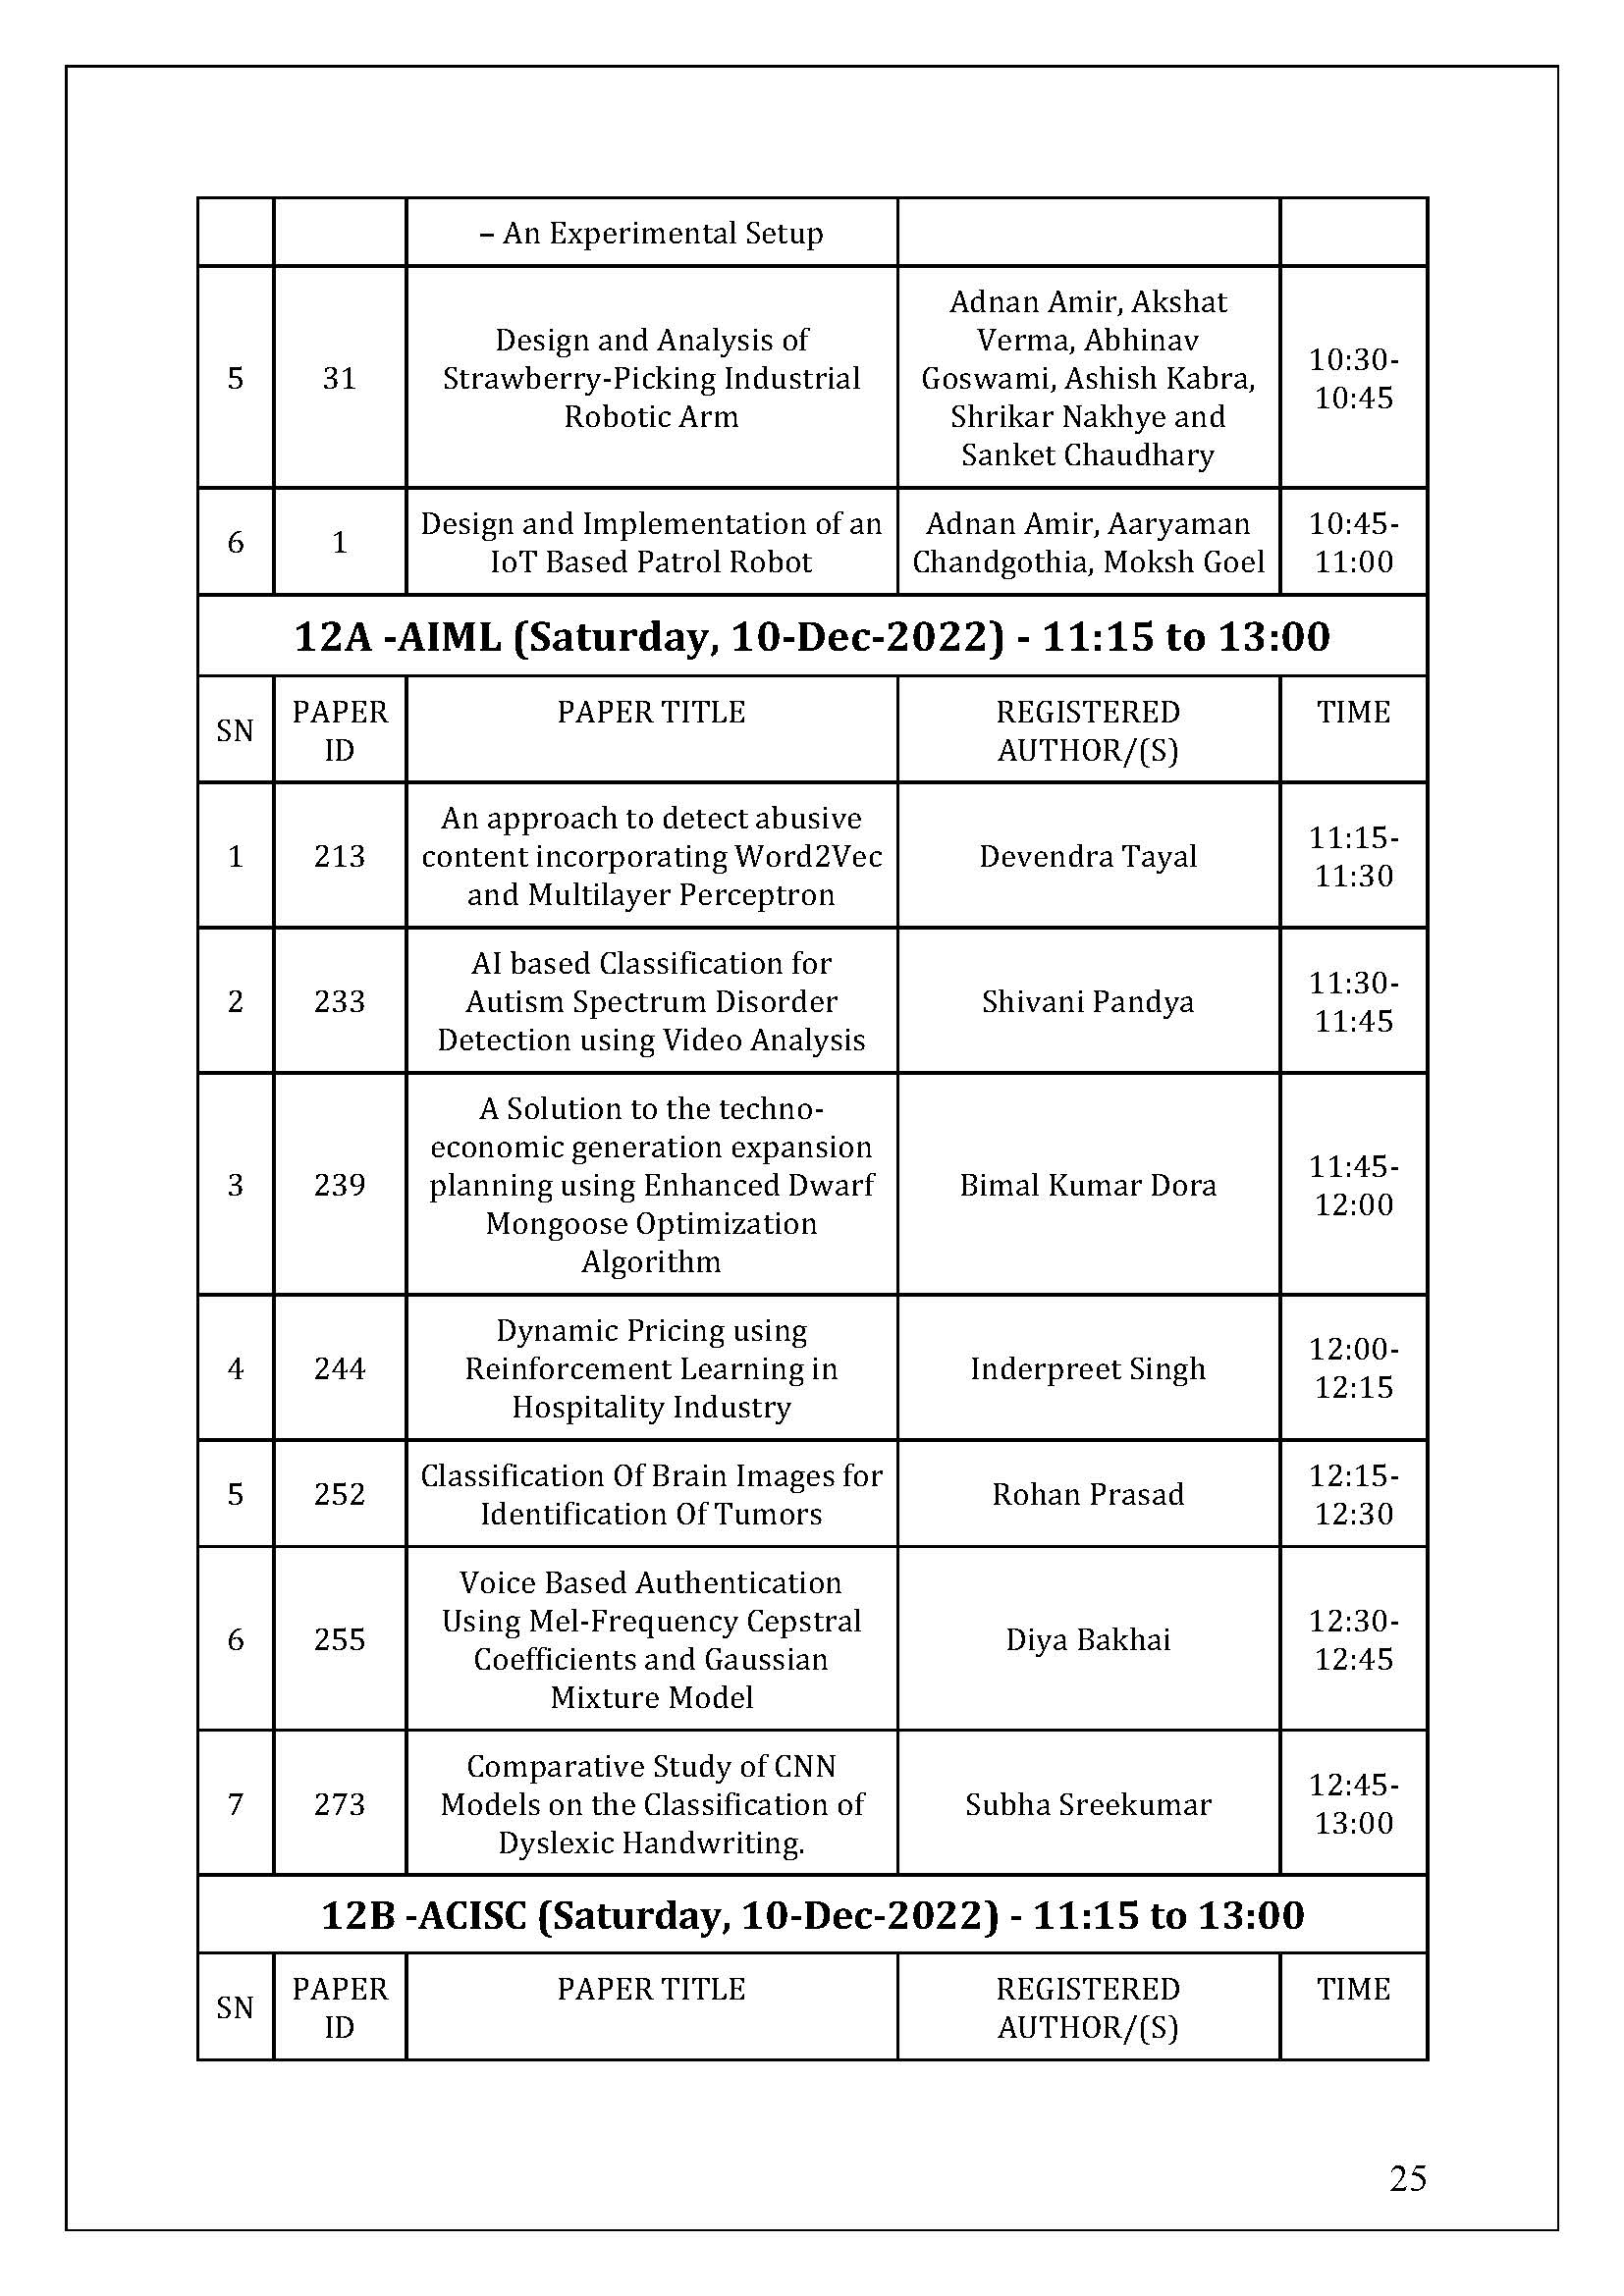 – An Experimental Setup
5
31
Design and Analysis of
Strawberry-Picking Industrial
Robotic Arm
Adnan Amir, Akshat
Verma, Abhinav
Goswami, Ashish Kabra,
Shrikar Nakhye and
Sanket Chaudhary
10:30-
10:45
6
1
Design and Implementation of an
IoT Based Patrol Robot
Adnan Amir, Aaryaman
Chandgothia, Moksh Goel
10:45-
11:00
12A -AIML (Saturday, 10-Dec-2022) - 11:15 to 13:00
SN
PAPER
ID
PAPER TITLE
REGISTERED
AUTHOR/(S)
TIME
1
213
An approach to detect abusive
content incorporating Word2Vec
and Multilayer Perceptron
Devendra Tayal
11:15-
11:30
2
233
AI based Classification for
Autism Spectrum Disorder
Detection using Video Analysis
Shivani Pandya
11:30-
11:45
3
239
A Solution to the techno-
economic generation expansion
planning using Enhanced Dwarf
Mongoose Optimization
Algorithm
Bimal Kumar Dora
11:45-
12:00
4
244
Dynamic Pricing using
Reinforcement Learning in
Hospitality Industry
Inderpreet Singh
12:00-
12:15
5
252
Classification Of Brain Images for
Identification Of Tumors
Rohan Prasad
12:15-
12:30
6
255
Voice Based Authentication
Using Mel-Frequency Cepstral
Coefficients and Gaussian
Mixture Model
Diya Bakhai
12:30-
12:45
7
273
Comparative Study of CNN
Models on the Classification of
Dyslexic Handwriting.
Subha Sreekumar
12:45-
13:00
12B -ACISC (Saturday, 10-Dec-2022) - 11:15 to 13:00
SN
PAPER
ID
PAPER TITLE
REGISTERED
AUTHOR/(S)
TIME
25